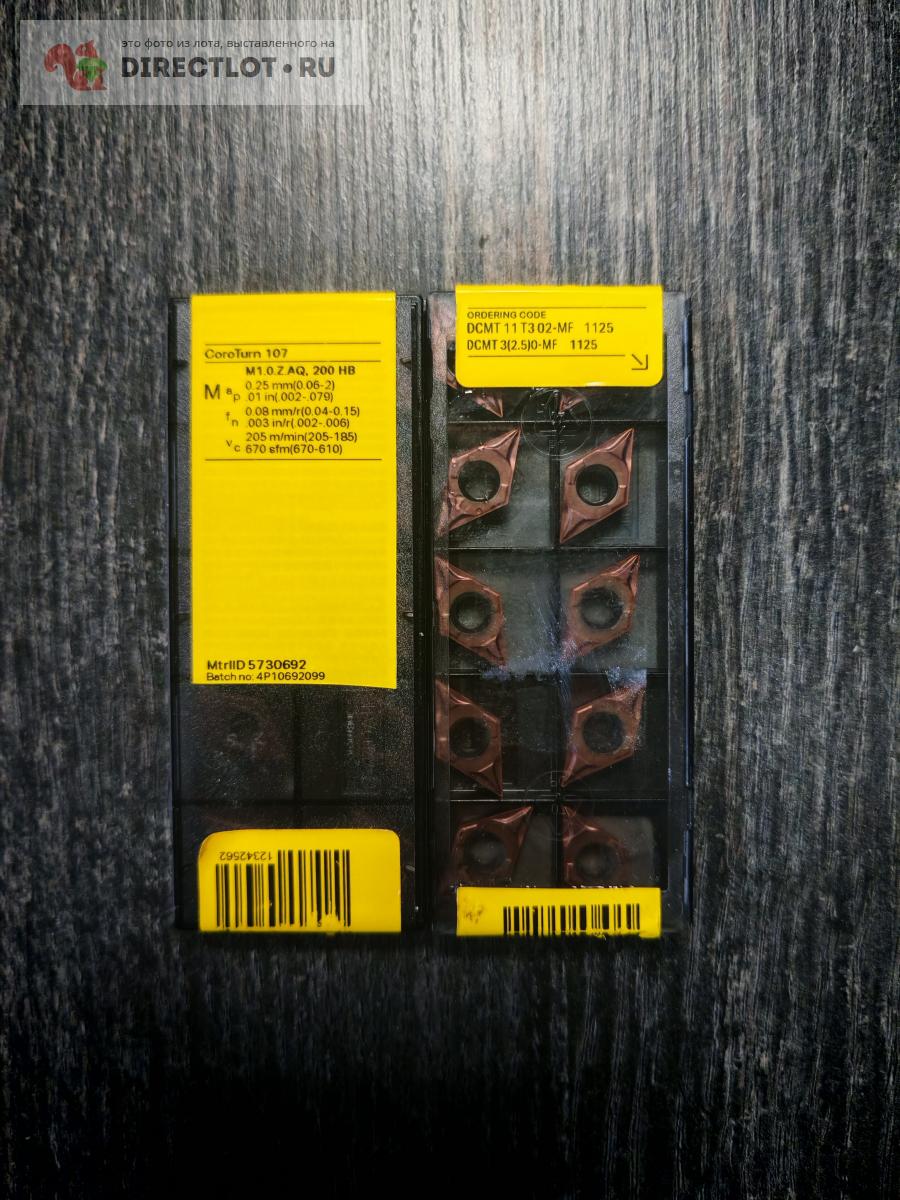 это фото из лота, выставленного на
DIRECTLOT • RU
CoroTurn 107
M1.0.Z.AQ, 200 HB
M ap 0.25 mm(0.06-2)
.01 in(.002-.079)
fn 0.08 mm/r(0.04-0.15)
.003 in/r(.002-.006)
vc 205 m/min(205-185)
670 sfm(670-610)
MtrlID 5730692
Batch no: 4P10692099
12342562
ORDERING CODE
DCMT 11 T3 02-MF 1125
DCMT 3(2.5)0-MF 1125